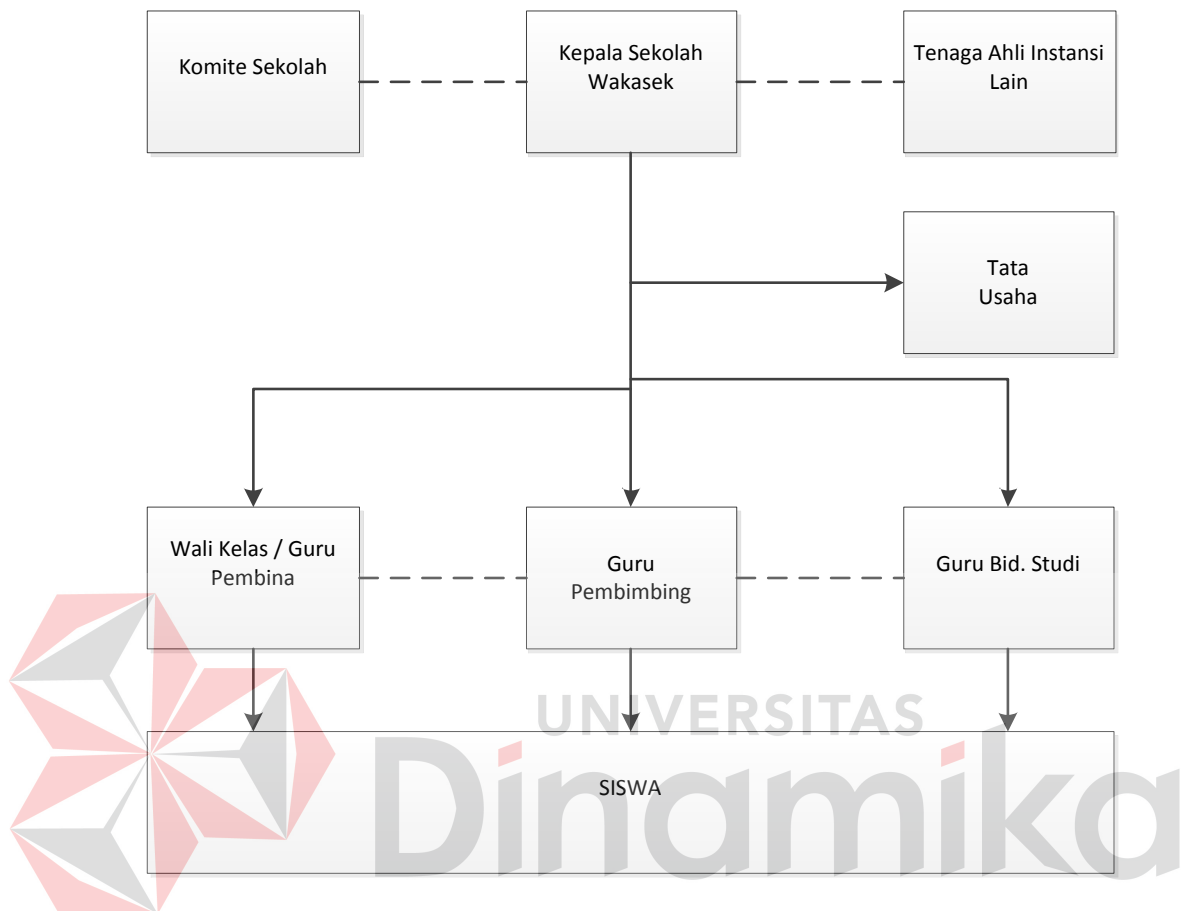 Komite Sekolah
Kepala Sekolah
Wakasek
Tenaga Ahli Instansi
Lain
Tata
Usaha
Wali Kelas / Guru
Pembina
Guru
Pembimbing
Guru Bid. Studi
UNIVERSITAS
Dinamika
SISWA